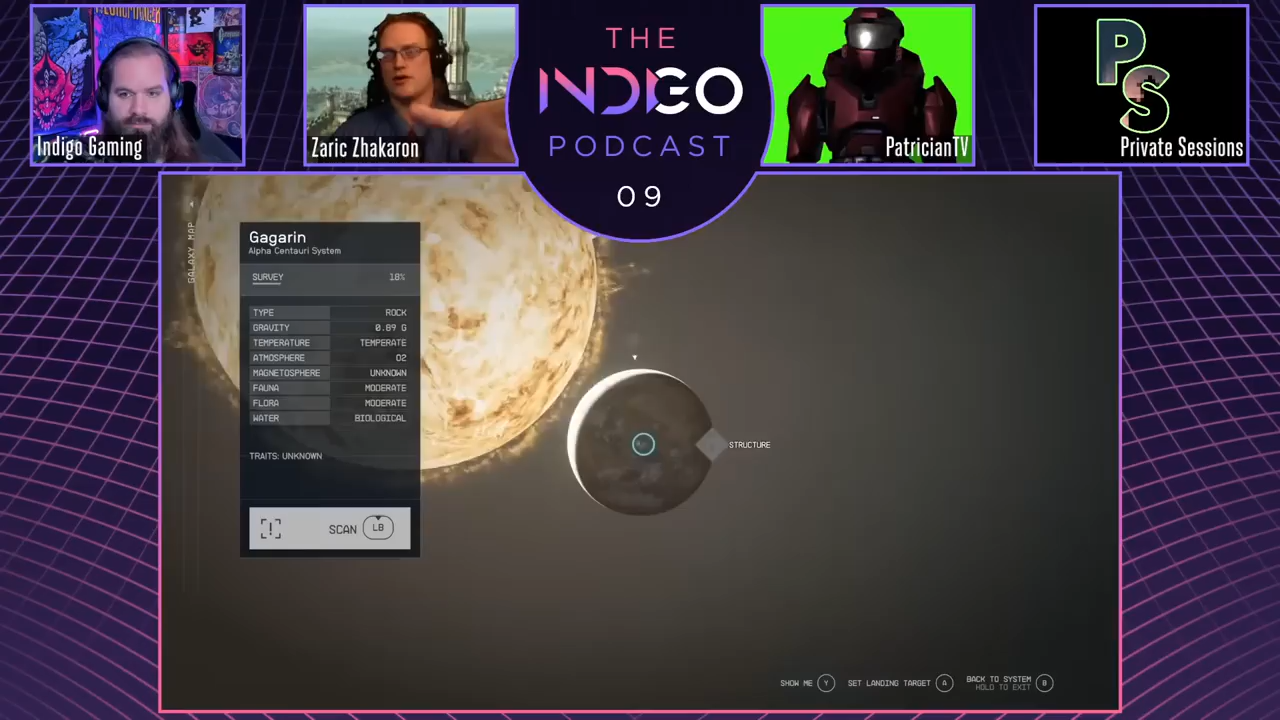 THE
INDIGO
PODCAST
09
Indigo Gaming
Zaric Zhakaron
PatricianTV
PS
Private Sessions
GALAXY MAP
Gagarin
Alpha Centauri System
SURVEY 10%
TYPE ROCK
GRAVITY 0.89 G
TEMPERATURE TEMPERATE
ATMOSPHERE O2
MAGNETOSPHERE UNKNOWN
FAUNA MODERATE
FLORA MODERATE
WATER BIOLOGICAL
TRAITS: UNKNOWN
[!] SCAN LB
STRUCTURE
SHOW ME Y
SET LANDING TARGET A
BACK TO SYSTEM B
HOLD TO EXIT